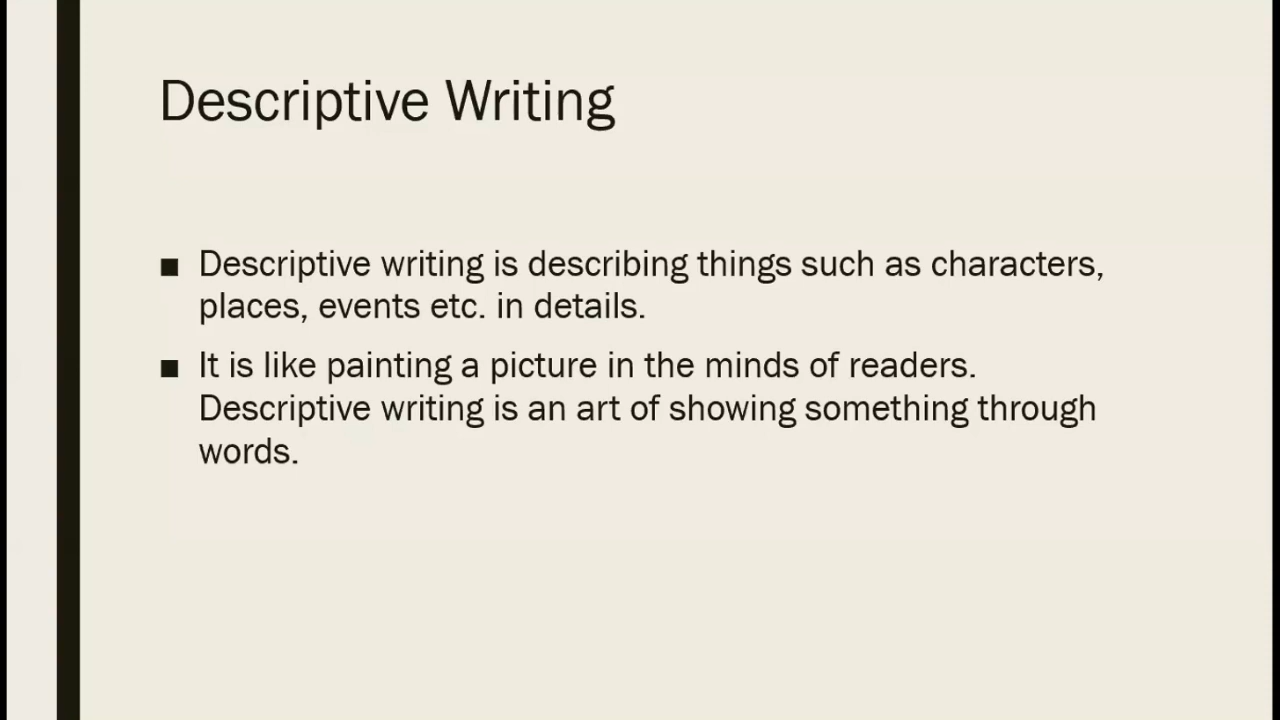 Descriptive Writing
■ Descriptive writing is describing things such as characters,
places, events etc. in details.
■ It is like painting a picture in the minds of readers.
Descriptive writing is an art of showing something through
words.